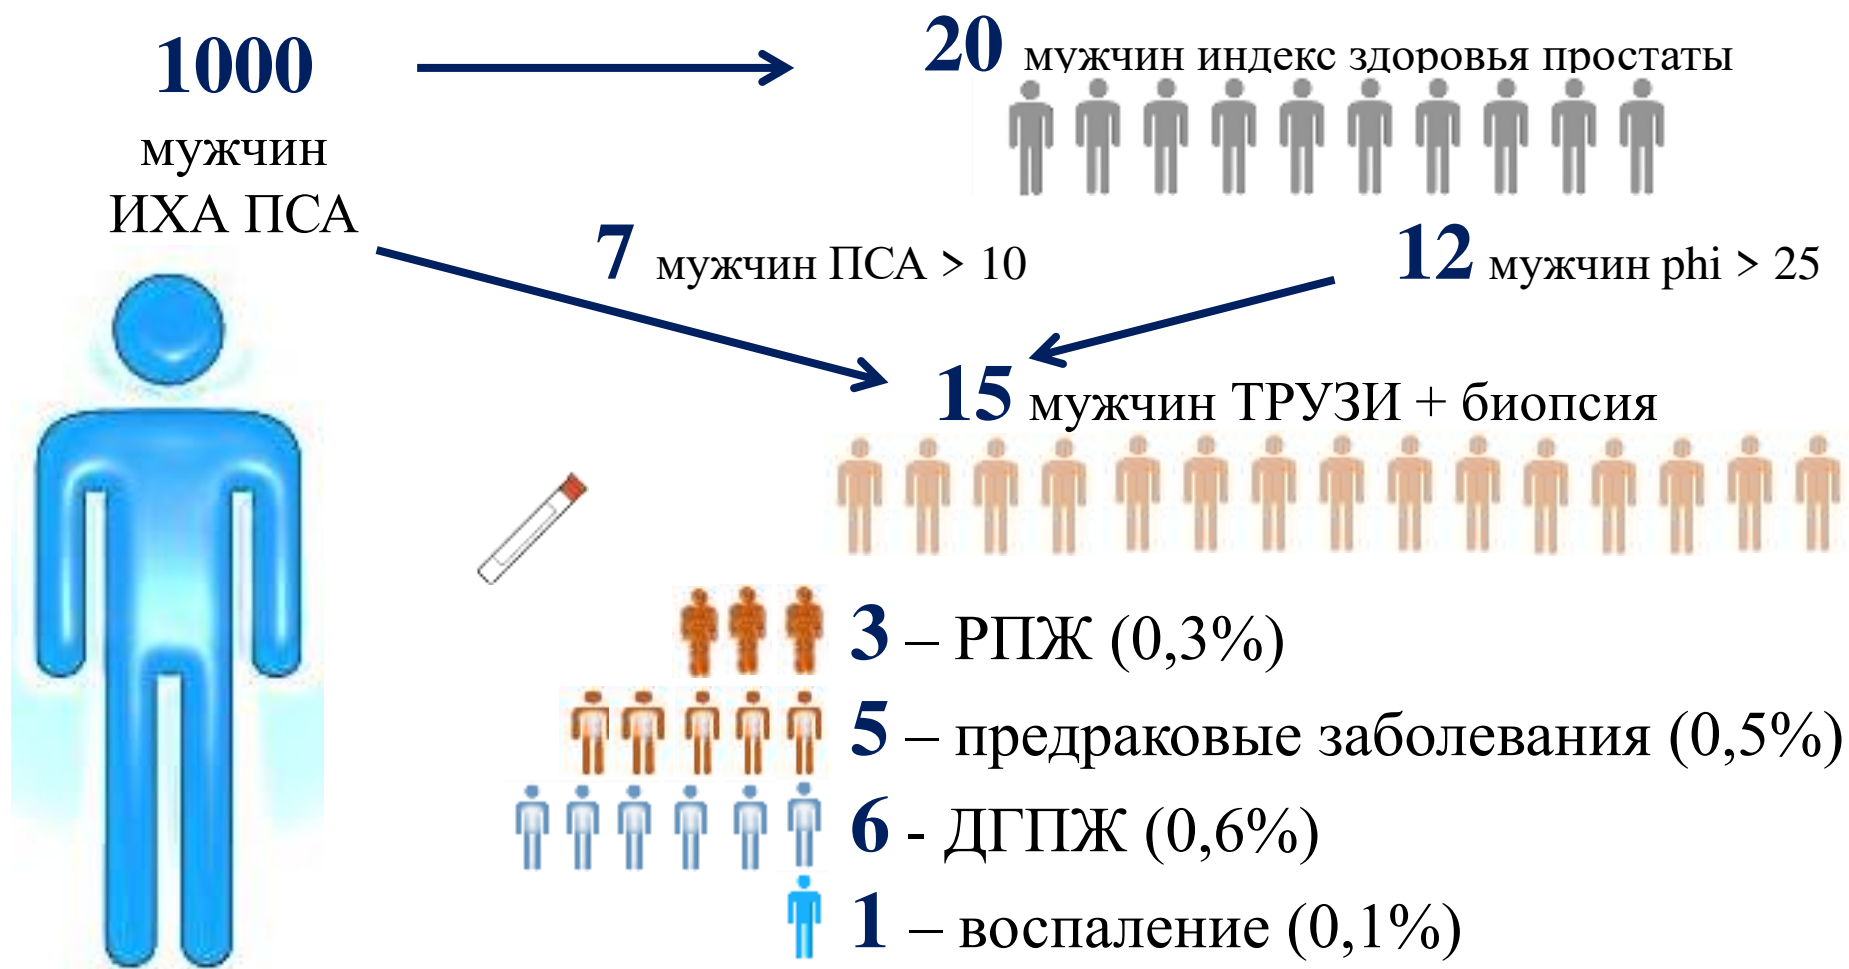 1000
мужчин
ИХА ПСА
20 мужчин индекс здоровья простаты
7 мужчин ПСА > 10
12 мужчин phi > 25
15 мужчин ТРУЗИ + биопсия
3 – РПЖ (0,3%)
5 – предраковые заболевания (0,5%)
6 - ДГПЖ (0,6%)
1 – воспаление (0,1%)